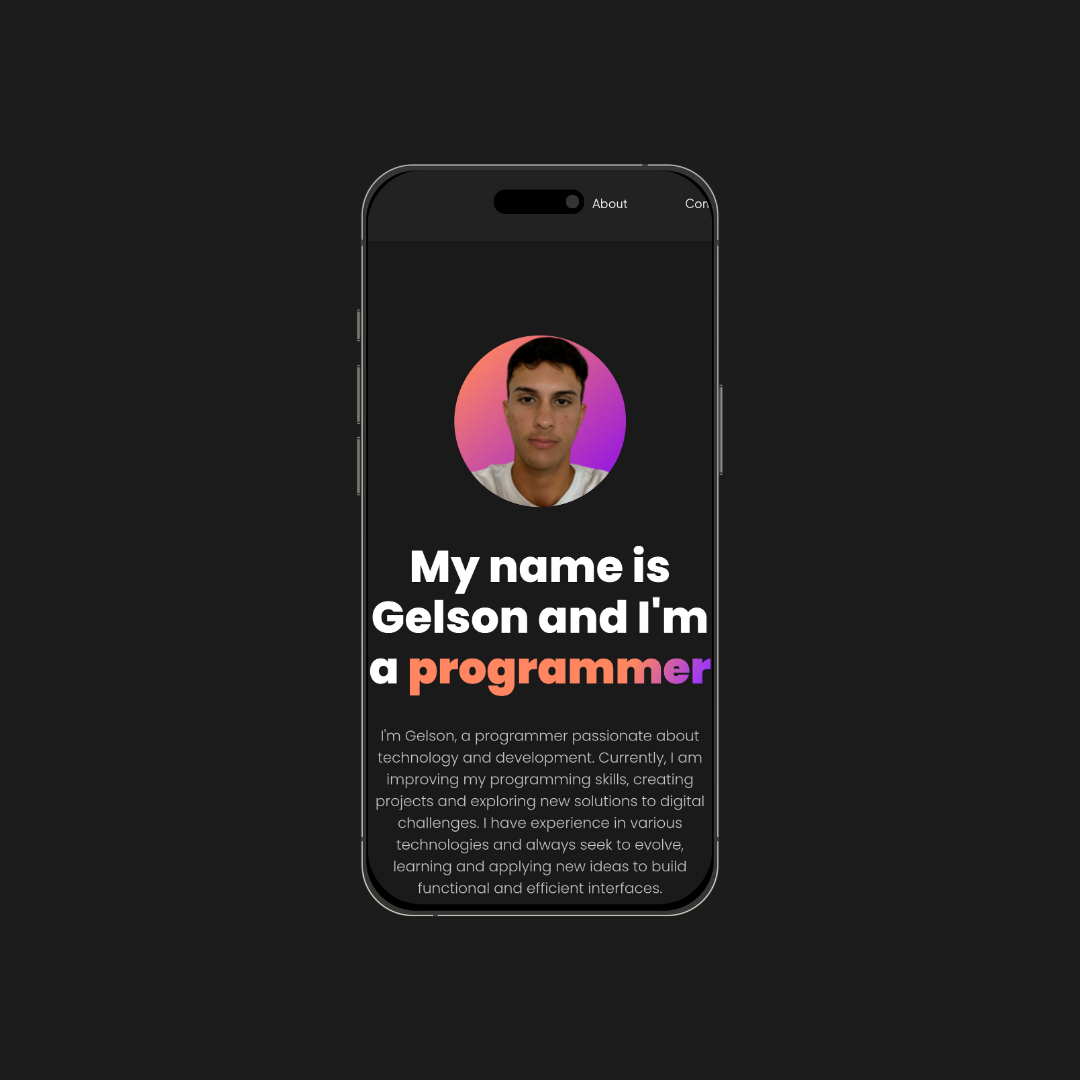 About Con
My name is
Gelson and I'm
a programmer
I'm Gelson, a programmer passionate about
technology and development. Currently, I am
improving my programming skills, creating
projects and exploring new solutions to digital
challenges. I have experience in various
technologies and always seek to evolve,
learning and applying new ideas to build
functional and efficient interfaces.